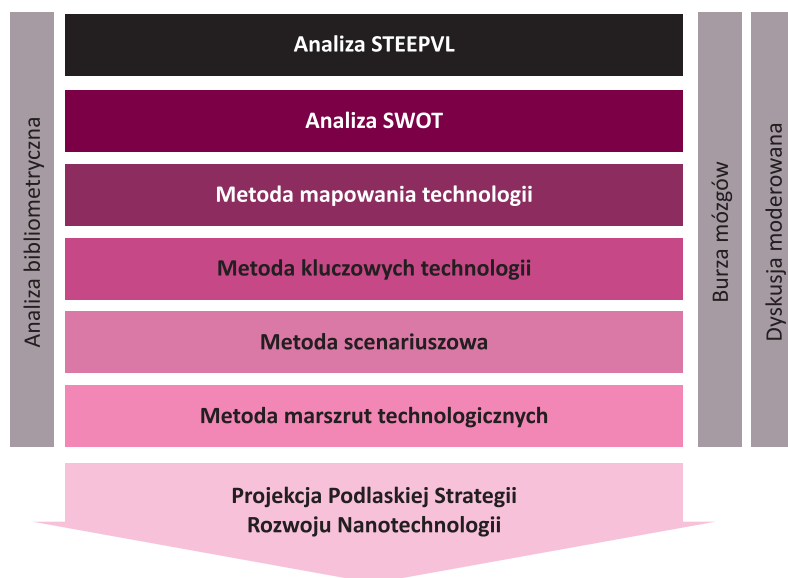 Analiza bibliometryczna
Analiza STEEPVL
Analiza SWOT
Metoda mapowania technologii
Metoda kluczowych technologii
Metoda scenariuszowa
Metoda marszrut technologicznych
Projekcja Podlaskiej Strategii
Rozwoju Nanotechnologii
Burza mózgów
Dyskusja moderowana